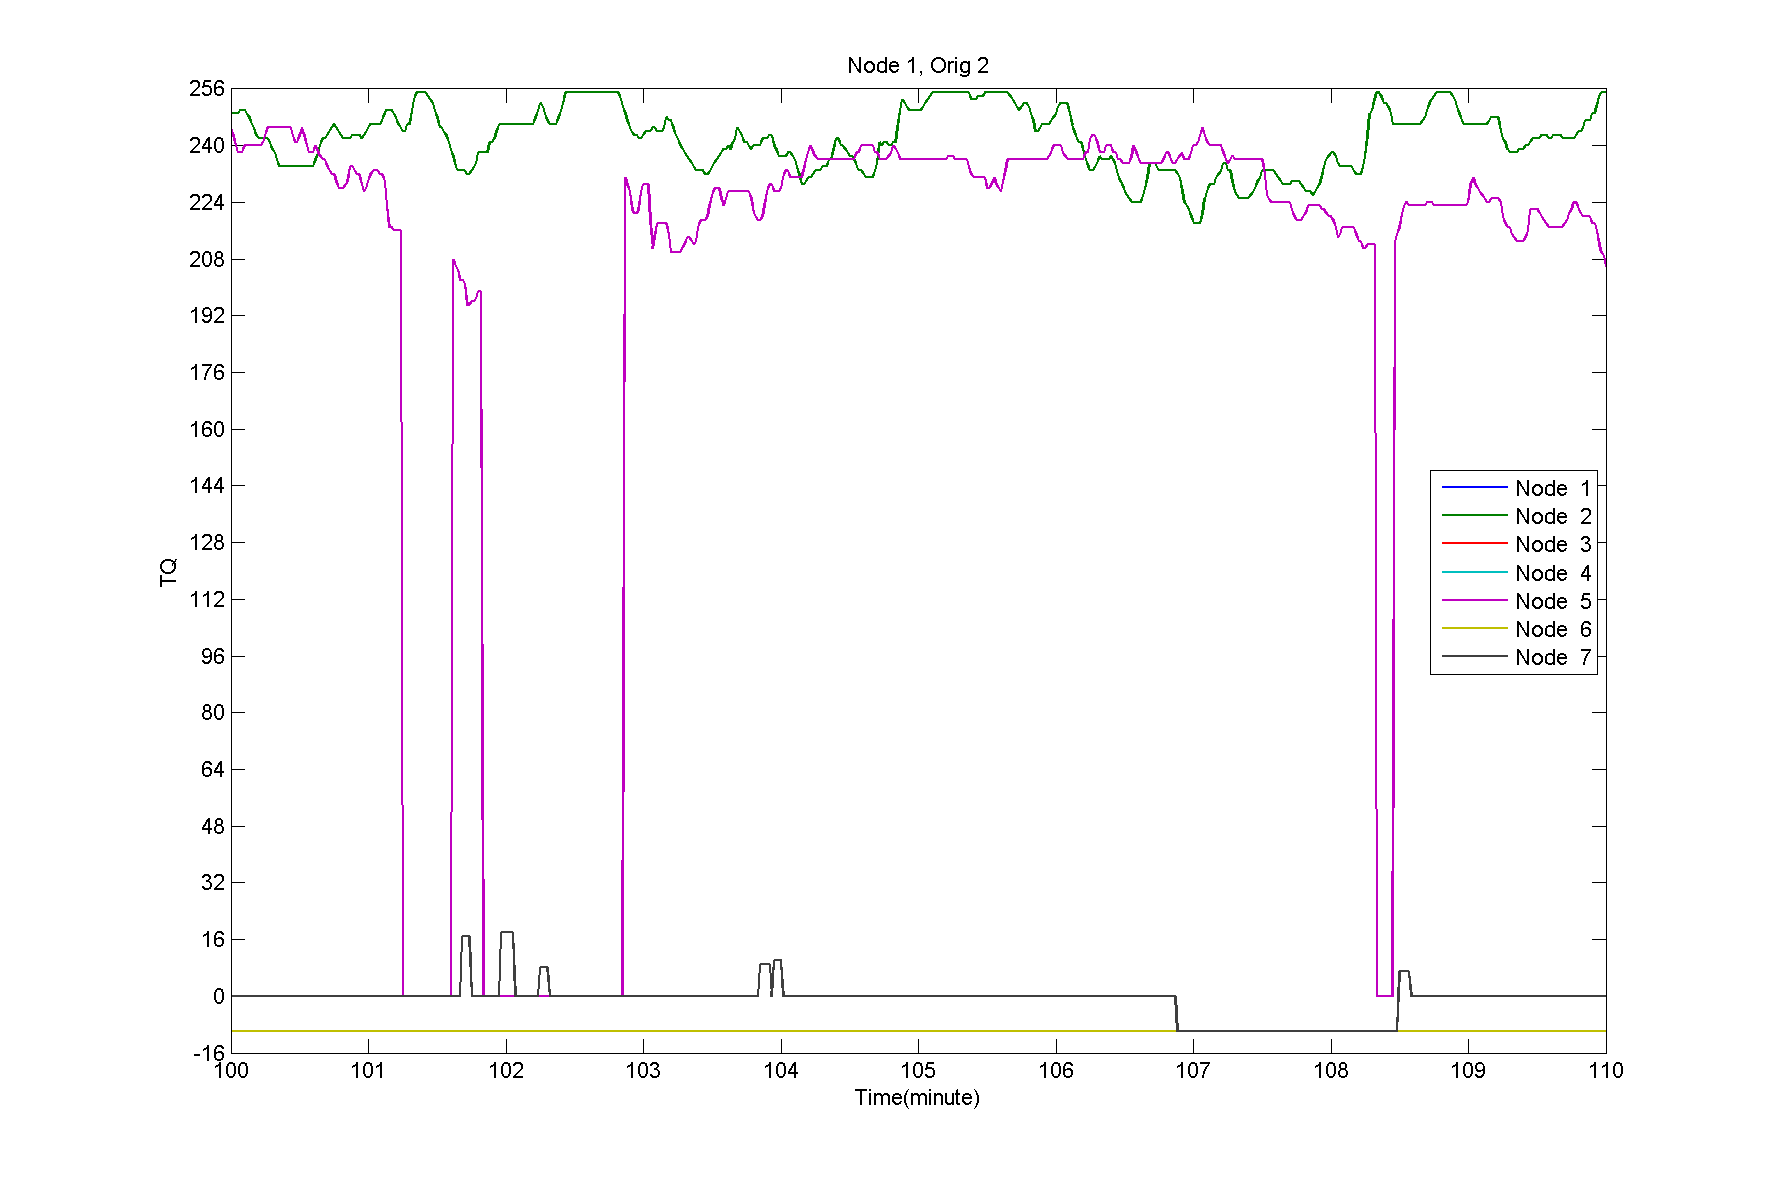 Node 1, Orig 2
256
240
224
208
192
176
160
144
128
112
96
80
64
48
32
16
0
-16
TQ
Node 1
Node 2
Node 3
Node 4
Node 5
Node 6
Node 7
100 101 102 103 104 105 106 107 108 109 110
Time(minute)